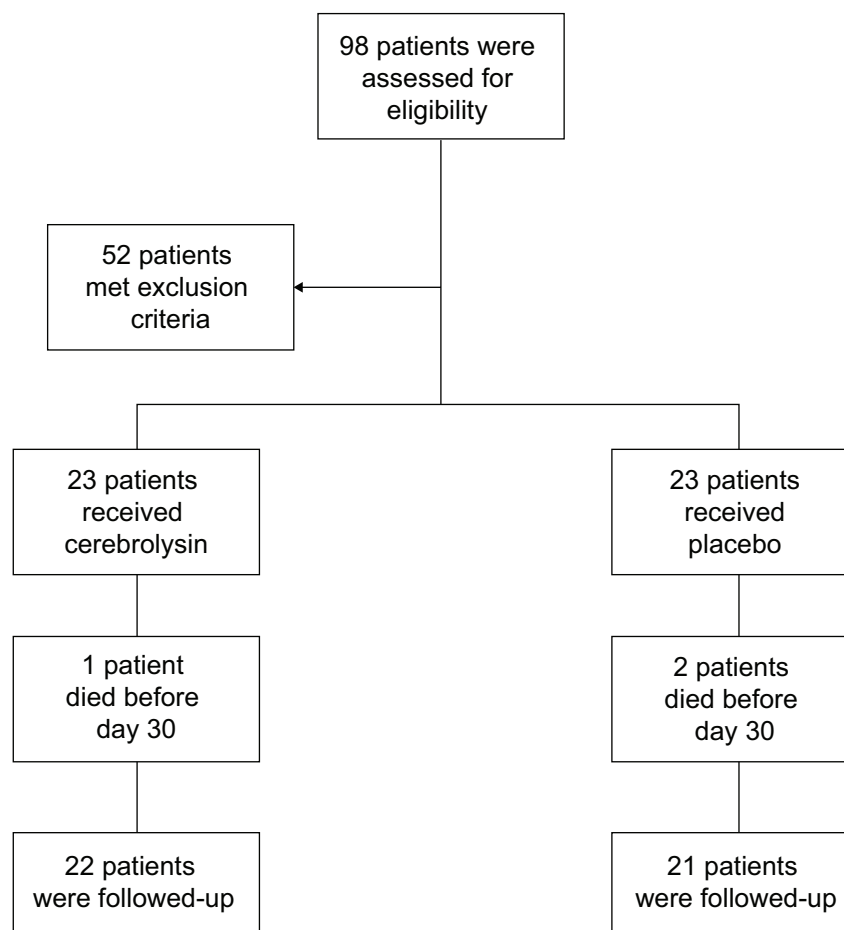 98 patients were
assessed for
eligibility
52 patients
met exclusion
criteria
23 patients
received
cerebrolysin
23 patients
received
placebo
1 patient
died before
day 30
2 patients
died before
day 30
22 patients
were followed-up
21 patients
were followed-up